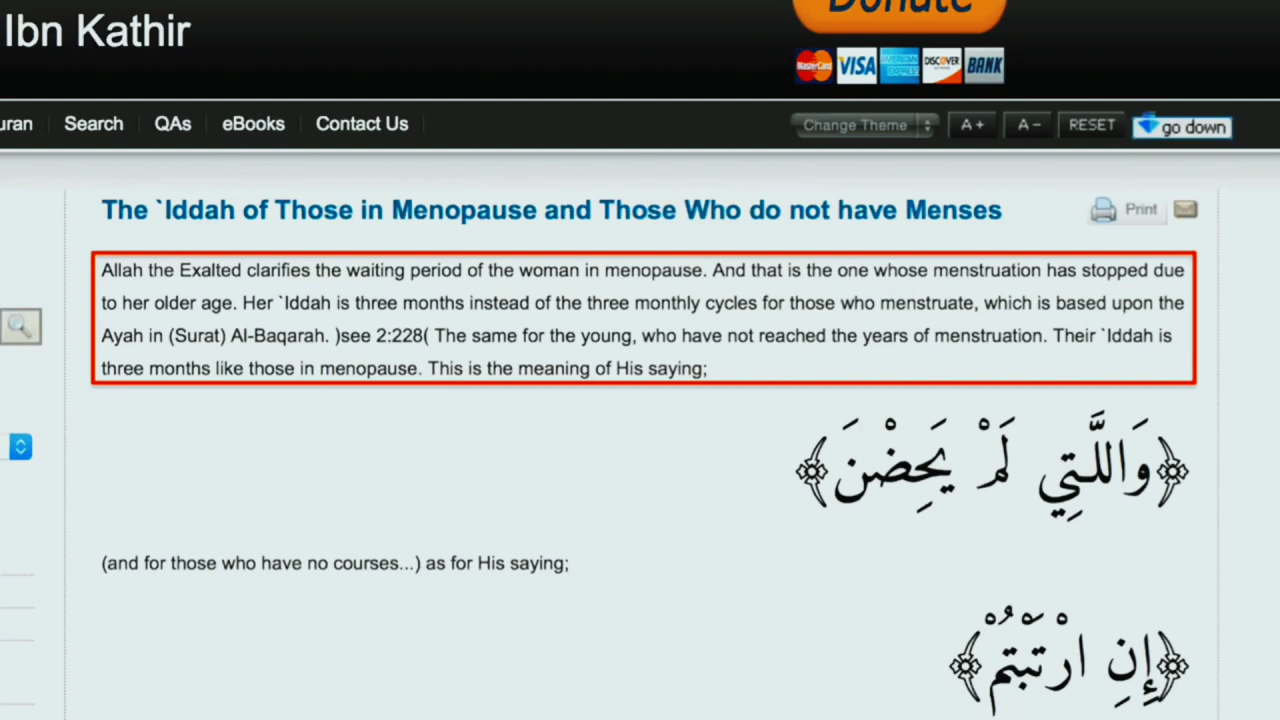 Donate
Ibn Kathir
MasterCard VISA AMERICAN EXPRESS DISCOVER BANK
uran Search QAs eBooks Contact Us Change Theme A+ A- RESET go down
The `Iddah of Those in Menopause and Those Who do not have Menses Print
Allah the Exalted clarifies the waiting period of the woman in menopause. And that is the one whose menstruation has stopped due
to her older age. Her `Iddah is three months instead of the three monthly cycles for those who menstruate, which is based upon the
Ayah in (Surat) Al-Baqarah. )see 2:228( The same for the young, who have not reached the years of menstruation. Their `Iddah is
three months like those in menopause. This is the meaning of His saying;
﴿وَاللَّـتِي لَمْ يَحِضْنَ﴾
(and for those who have no courses...) as for His saying;
﴿إِنِ ارْتَبْتُمْ﴾